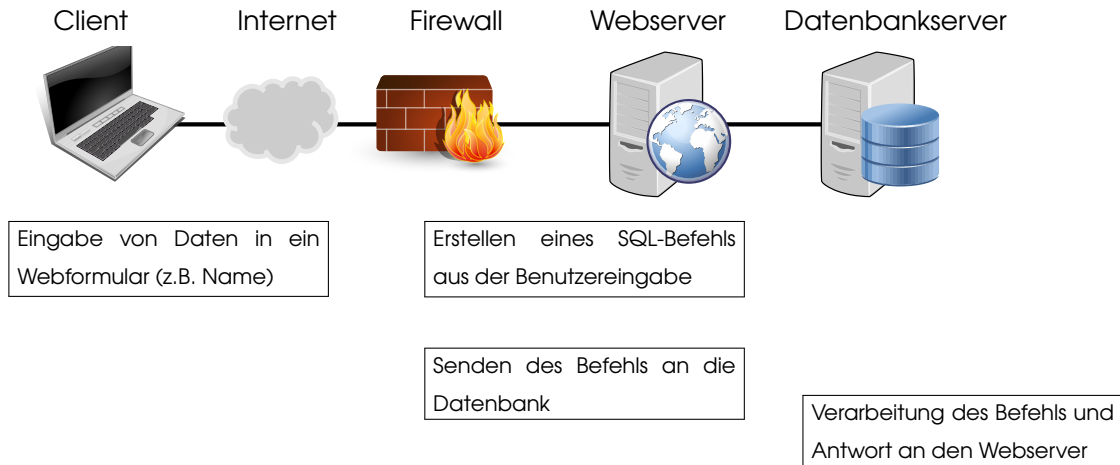 Client
Internet
Firewall
Webserver
Datenbankserver
Eingabe von Daten in ein
Webformular (z.B. Name)
Erstellen eines SQL-Befehls
aus der Benutzereingabe
Senden des Befehls an die
Datenbank
Verarbeitung des Befehls und
Antwort an den Webserver